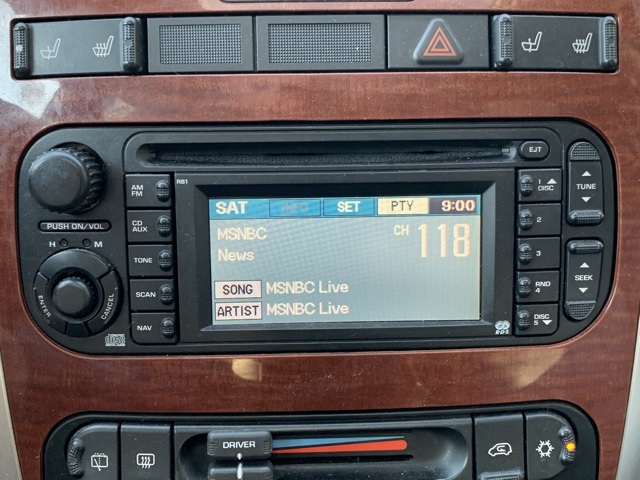 EJT
RB1
AM
FM
1
DISC
TUNE
PUSH ON/VOL
CD
AUX
2
H M
TONE
3
SEEK
ENTER
CANCEL
SCAN
RND
4
NAV
DISC
5
SAT SET PTY 9:00
MSNBC CH 118
News
SONG MSNBC Live
ARTIST MSNBC Live
DRIVER